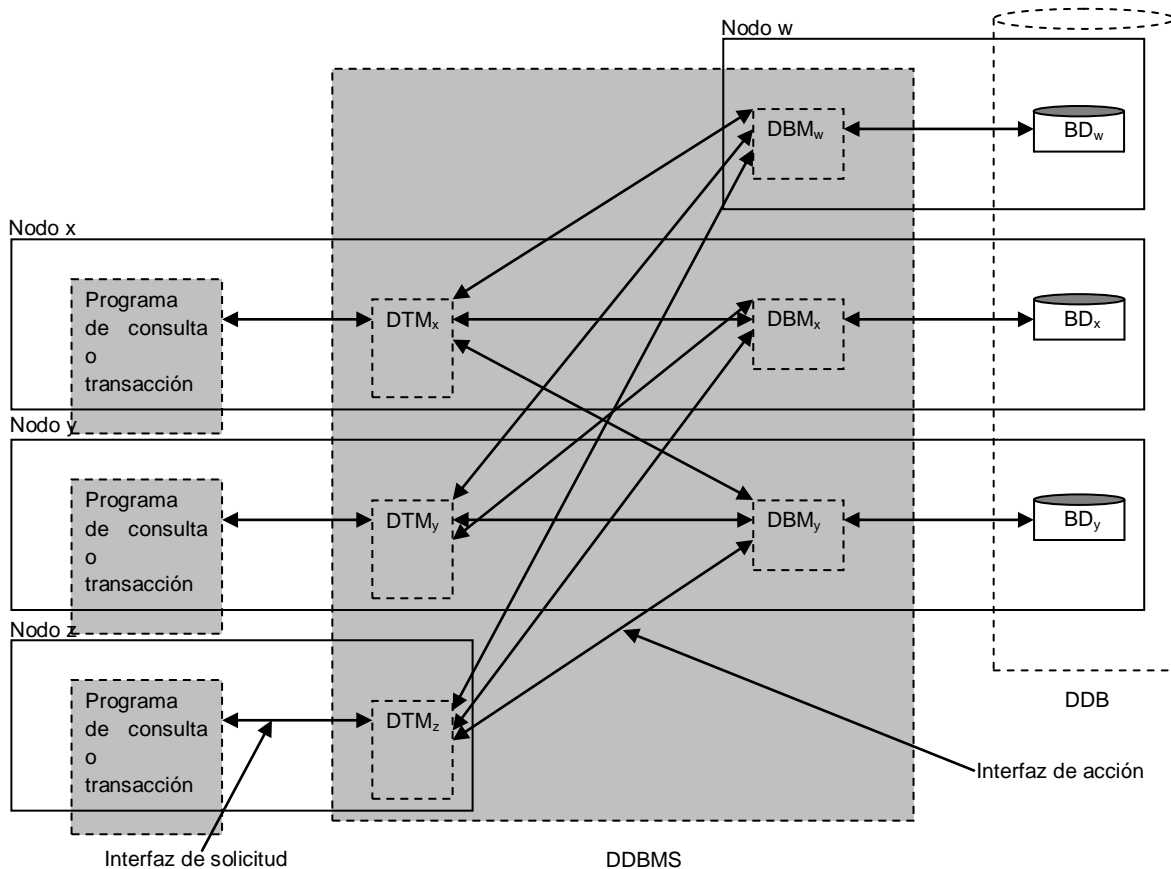 Nodo w
DBMw
BDw
Nodo x
Programa
de consulta
o
transacción
DTMx
DBMx
BDx
Nodo y
Programa
de consulta
o
transacción
DTMy
DBMy
BDy
Nodo z
Programa
de consulta
o
transacción
DTMz
DDB
Interfaz de acción
Interfaz de solicitud
DDBMS